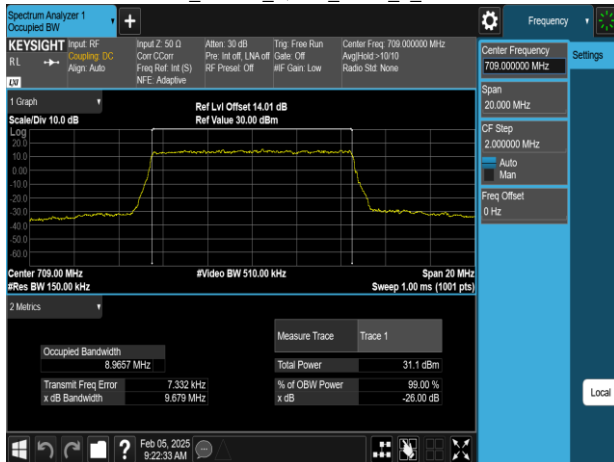 Spectrum Analyzer 1
Occupied BW
Frequency
KEYSIGHT
RL
LXI
Input: RF
Coupling: DC
Align: Auto
Input Z: 50 Ω
Corr CCorr
Freq Ref: Int (S)
NFE: Adaptive
Atten: 30 dB
Pre: Int off, LNA off
RF Presel: Off
Trig: Free Run
Gate: Off
#IF Gain: Low
Center Freq: 709.000000 MHz
Avg|Hold:>10/10
Radio Std: None
Center Frequency
709.000000 MHz
Settings
Span
20.000 MHz
CF Step
2.000000 MHz
Auto
Man
Freq Offset
0 Hz
Local
1 Graph
Scale/Div 10.0 dB
Ref Lvl Offset 14.01 dB
Ref Value 30.00 dBm
Log
20.0
10.0
0.00
-10.0
-20.0
-30.0
-40.0
-50.0
-60.0
Center 709.00 MHz
#Video BW 510.00 kHz
Span 20 MHz
#Res BW 150.00 kHz
Sweep 1.00 ms (1001 pts)
2 Metrics
Measure Trace Trace 1
Occupied Bandwidth
8.9657 MHz
Total Power 31.1 dBm
Transmit Freq Error 7.332 kHz
% of OBW Power 99.00 %
x dB Bandwidth 9.679 MHz
x dB -26.00 dB
Feb 05, 2025
9:22:33 AM